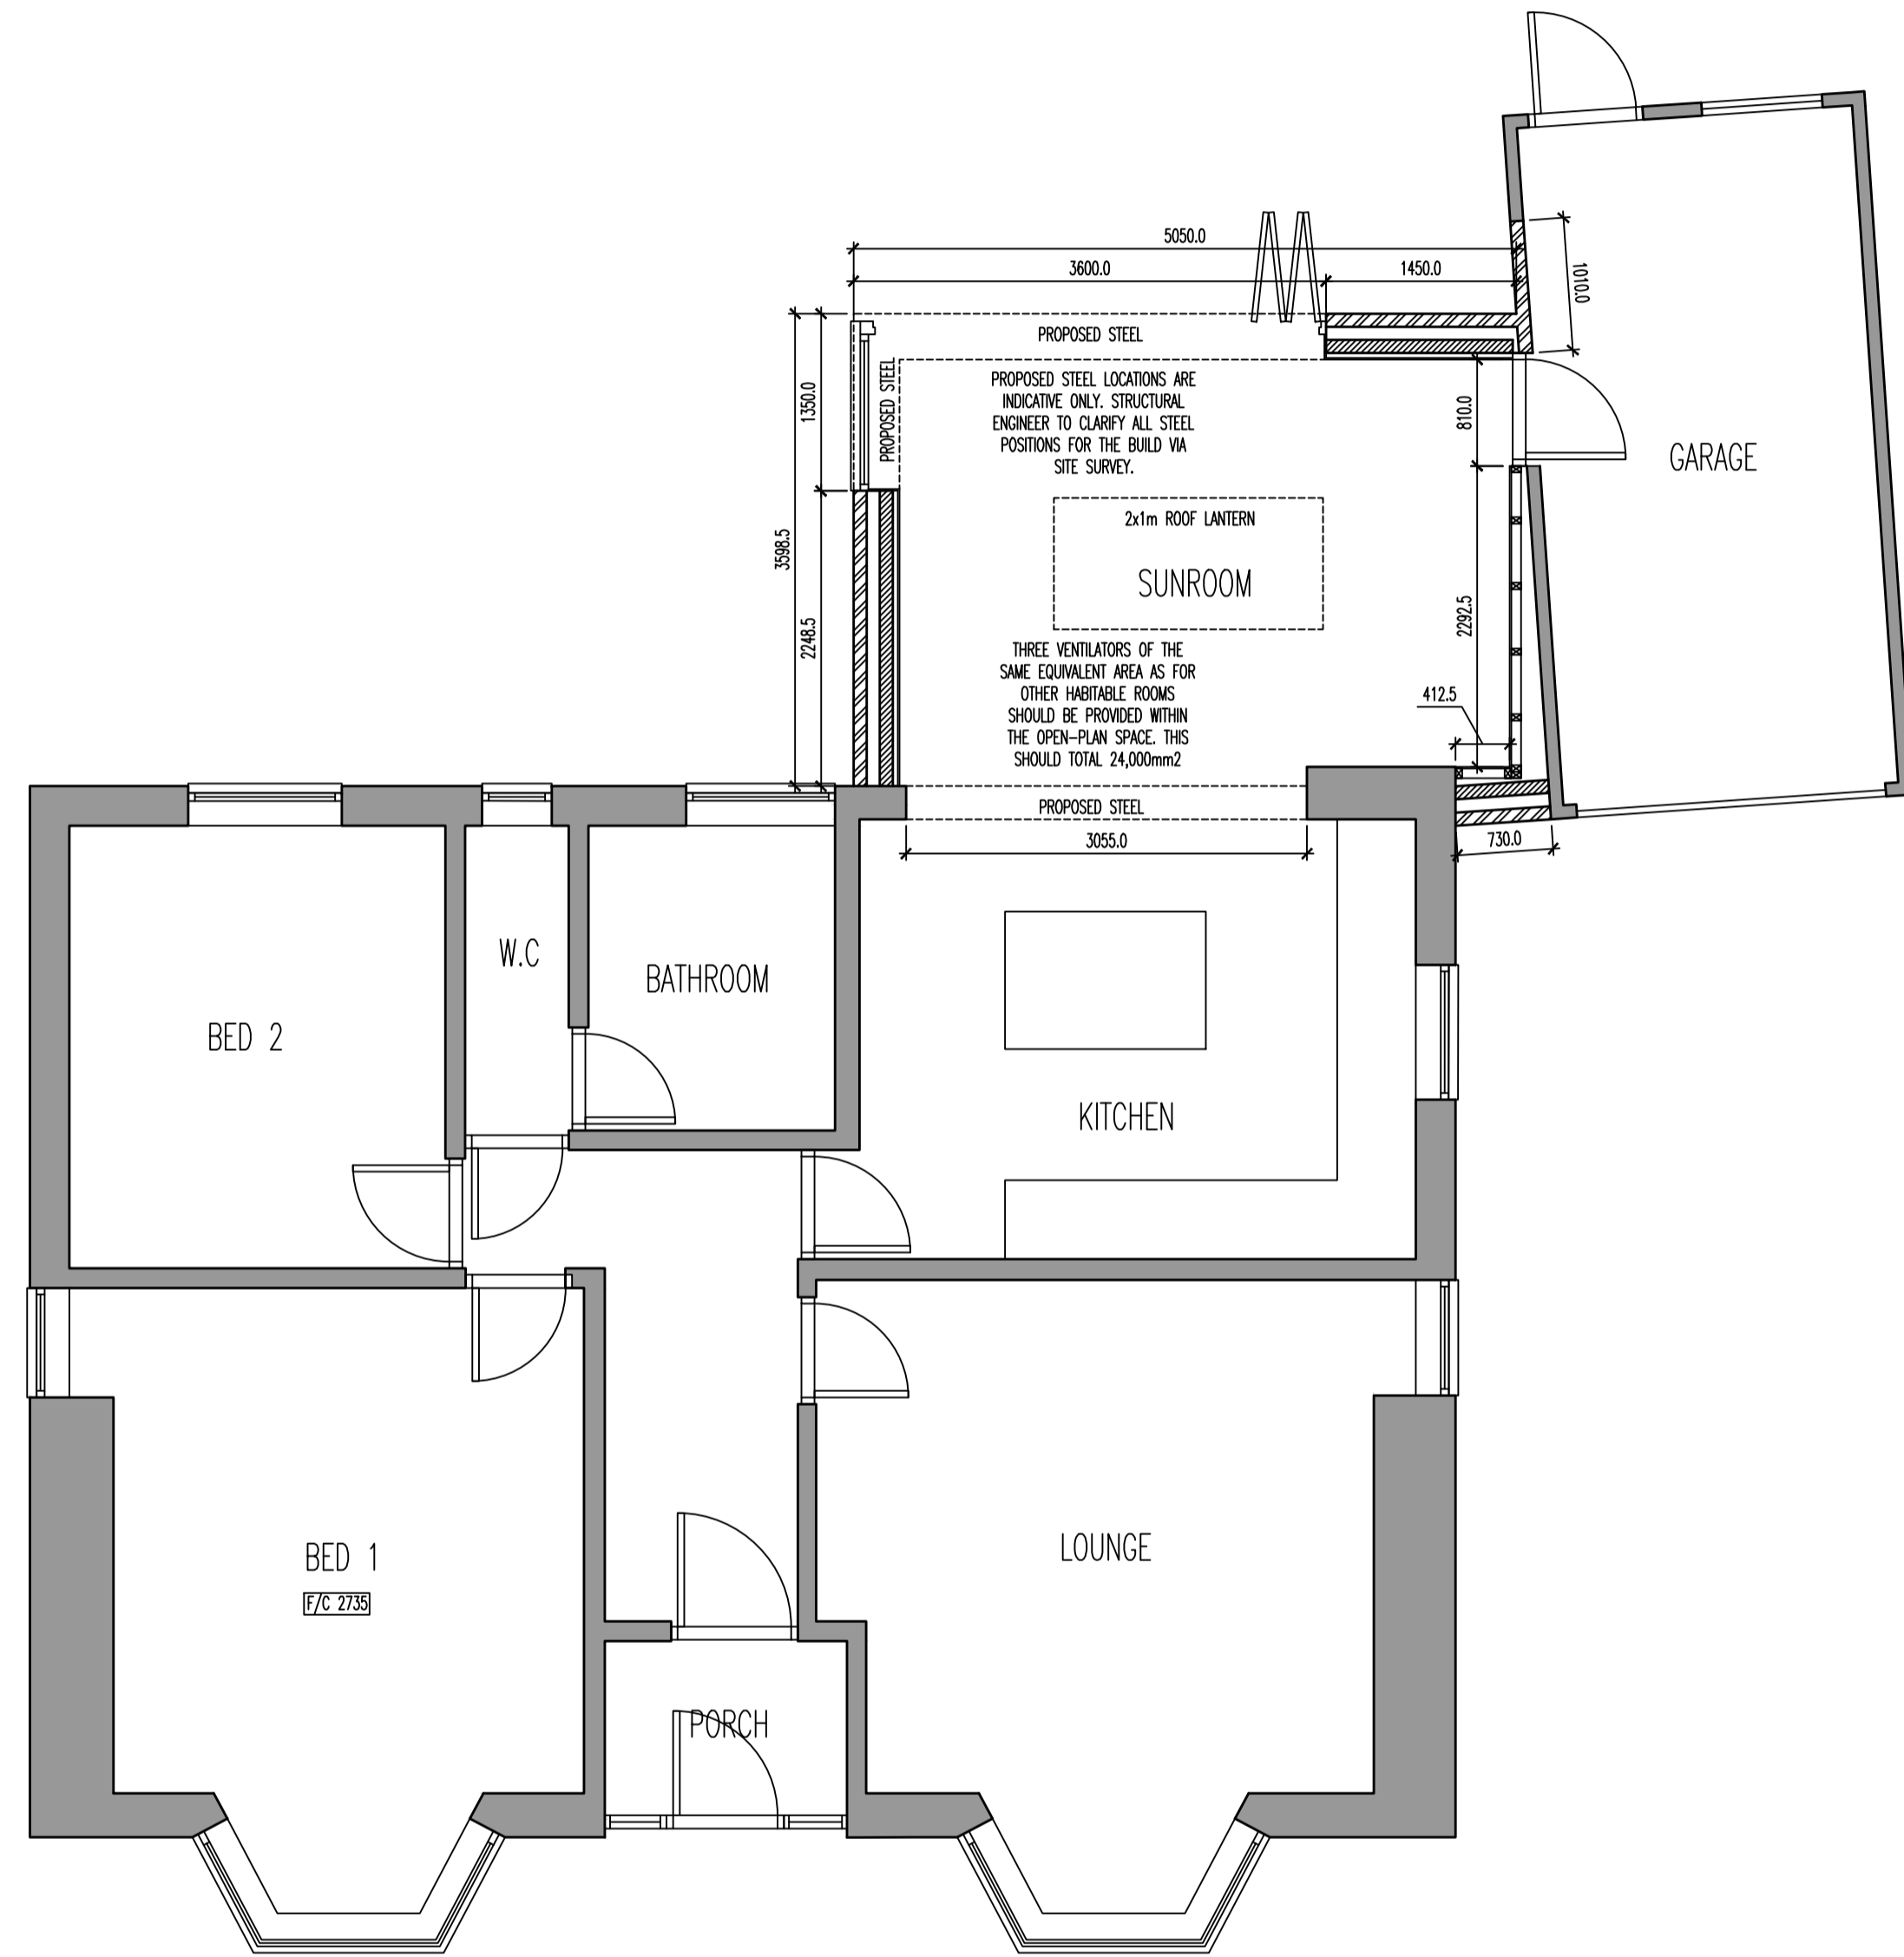 5050.0
3600.0
1450.0
1010.0
PROPOSED STEEL
PROPOSED STEEL
1350.0
PROPOSED STEEL LOCATIONS ARE
INDICATIVE ONLY. STRUCTURAL
ENGINEER TO CLARIFY ALL STEEL
POSITIONS FOR THE BUILD VIA
SITE SURVEY.
810.0
GARAGE
3598.5
2x1m ROOF LANTERN
SUNROOM
2248.5
2292.5
THREE VENTILATORS OF THE
SAME EQUIVALENT AREA AS FOR
OTHER HABITABLE ROOMS
SHOULD BE PROVIDED WITHIN
THE OPEN-PLAN SPACE. THIS
SHOULD TOTAL 24,000mm2
412.5
PROPOSED STEEL
3055.0
730.0
W.C
BATHROOM
BED 2
KITCHEN
BED 1
F/C 2735
LOUNGE
PORCH